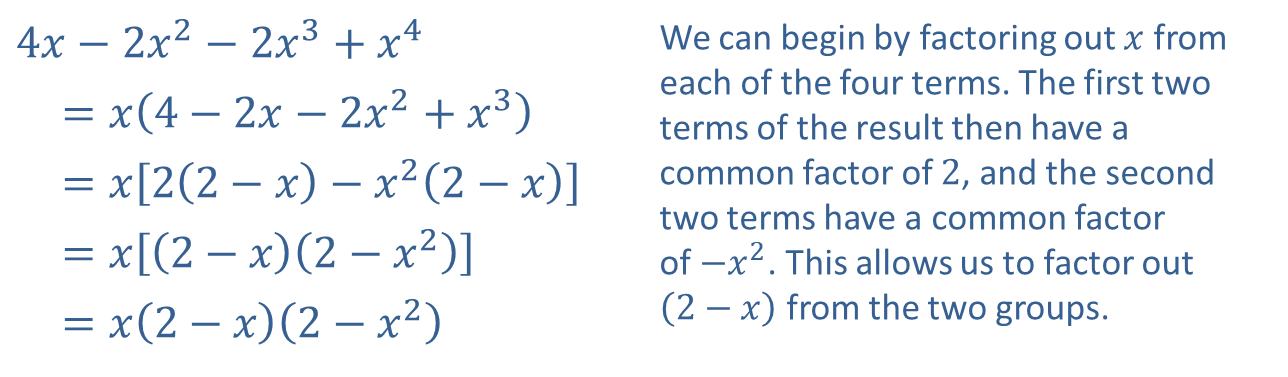 4x − 2x² − 2x³ + x⁴
= x(4 − 2x − 2x² + x³)
= x[2(2 − x) − x²(2 − x)]
= x[(2 − x)(2 − x²)]
= x(2 − x)(2 − x²)
We can begin by factoring out x from
each of the four terms. The first two
terms of the result then have a
common factor of 2, and the second
two terms have a common factor
of −x². This allows us to factor out
(2 − x) from the two groups.